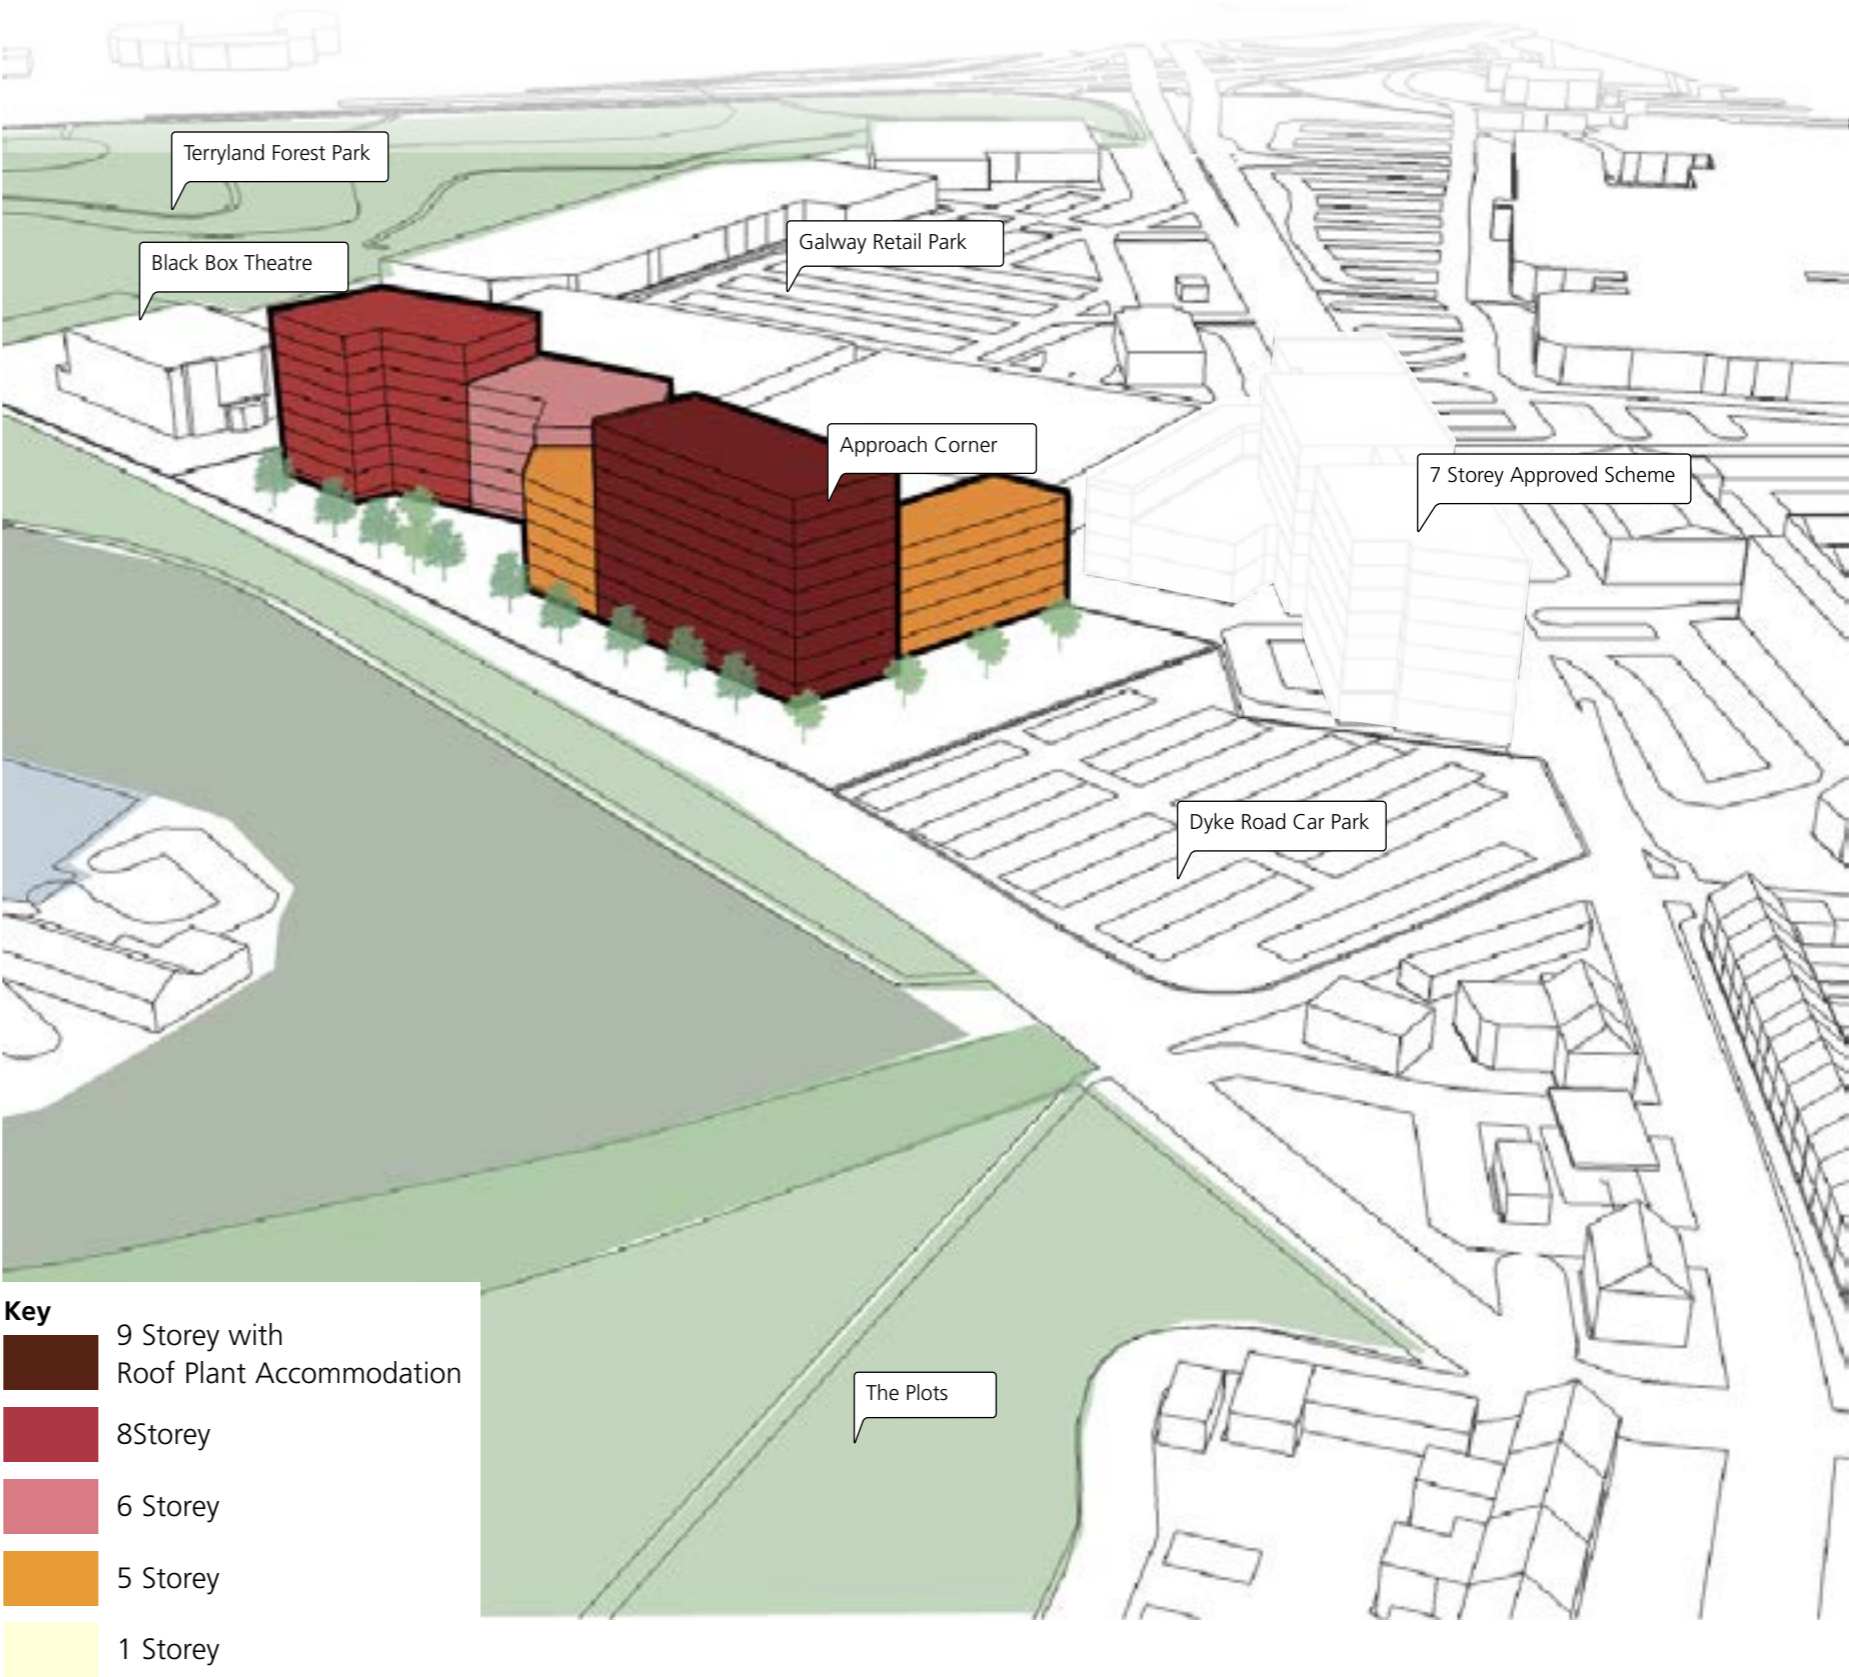 Terryland Forest Park
Black Box Theatre
Galway Retail Park
Approach Corner
7 Storey Approved Scheme
Dyke Road Car Park
The Plots
Key
9 Storey with
Roof Plant Accommodation
8Storey
6 Storey
5 Storey
1 Storey